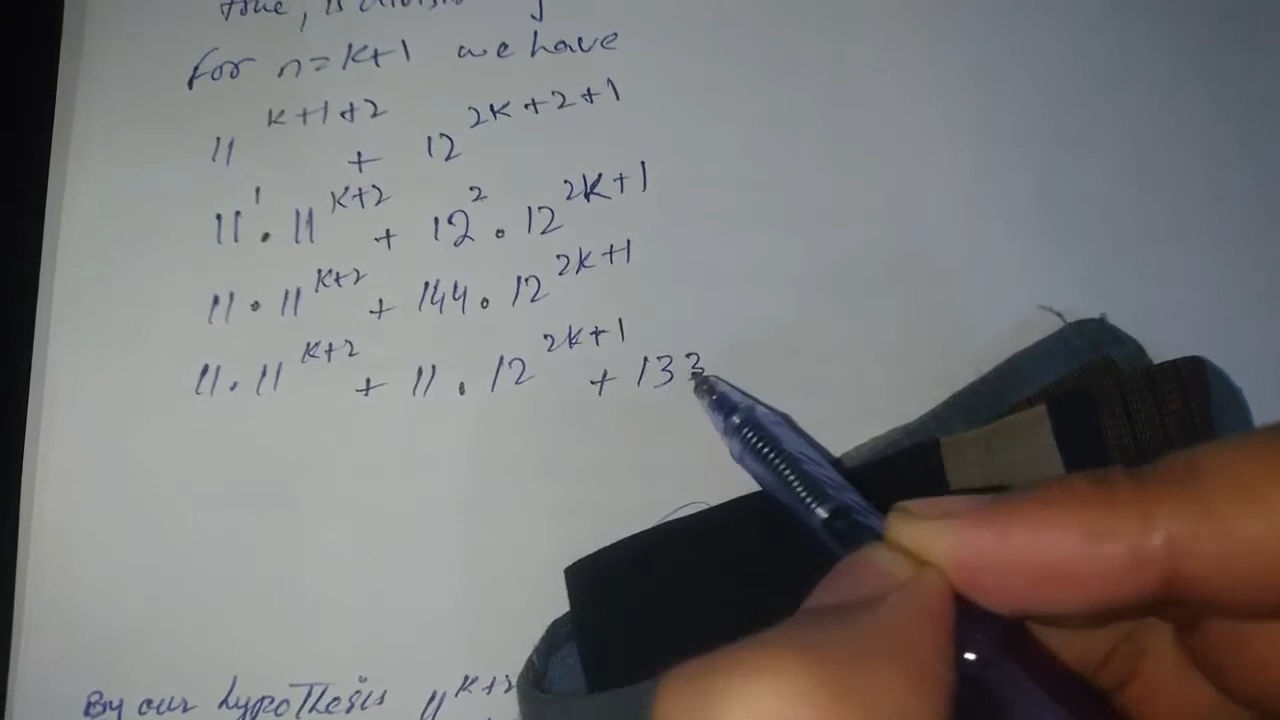 true, is
for n=k+1 we have
11^{k+1+2} + 12^{2k+2+1}
11^1 . 11^{k+2} + 12^2 . 12^{2k+1}
11 . 11^{k+2} + 144 . 12^{2k+1}
11 . 11^{k+2} + 11 . 12^{2k+1} + 133
By our hypothesis 11^{k+2}